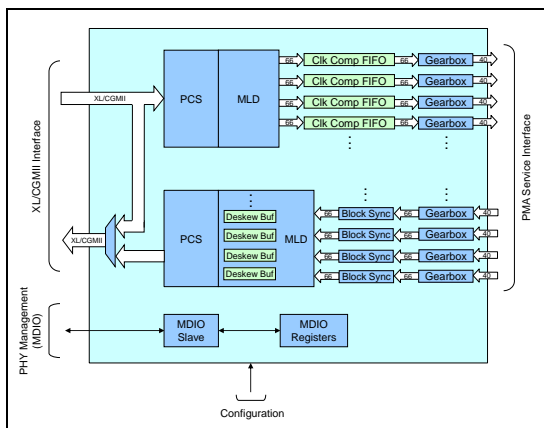 XL/CGMII Interface
XL/CGMII
PCS
MLD
66
Clk Comp FIFO
66
Gearbox
40
66
Clk Comp FIFO
66
Gearbox
40
66
Clk Comp FIFO
66
Gearbox
40
66
Clk Comp FIFO
66
Gearbox
40
PMA Service Interface
XL/CGMII
PCS
Deskew Buf
Deskew Buf
Deskew Buf
Deskew Buf
MLD
66
Block Sync
66
Gearbox
40
66
Block Sync
66
Gearbox
40
66
Block Sync
66
Gearbox
40
66
Block Sync
66
Gearbox
40
PHY Management
(MDIO)
MDIO
Slave
MDIO
Registers
Configuration